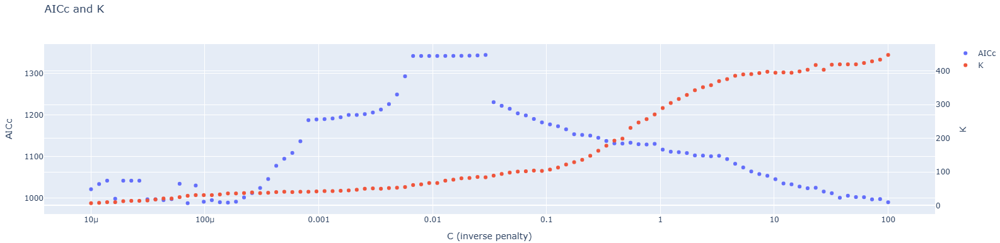 AICc and K
AICc
K
1300
1200
1100
1000
AICc
400
300
200
100
0
K
10μ
100μ
0.001
0.01
0.1
1
10
100
C (inverse penalty)